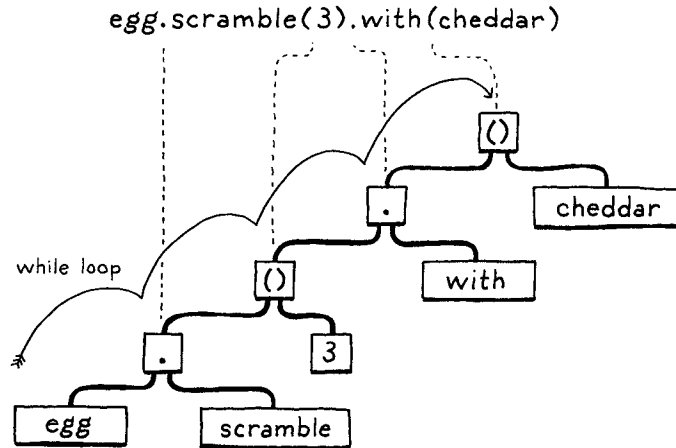 egg.scramble(3).with(cheddar)
()
.
cheddar
while loop
()
with
.
3
egg
scramble